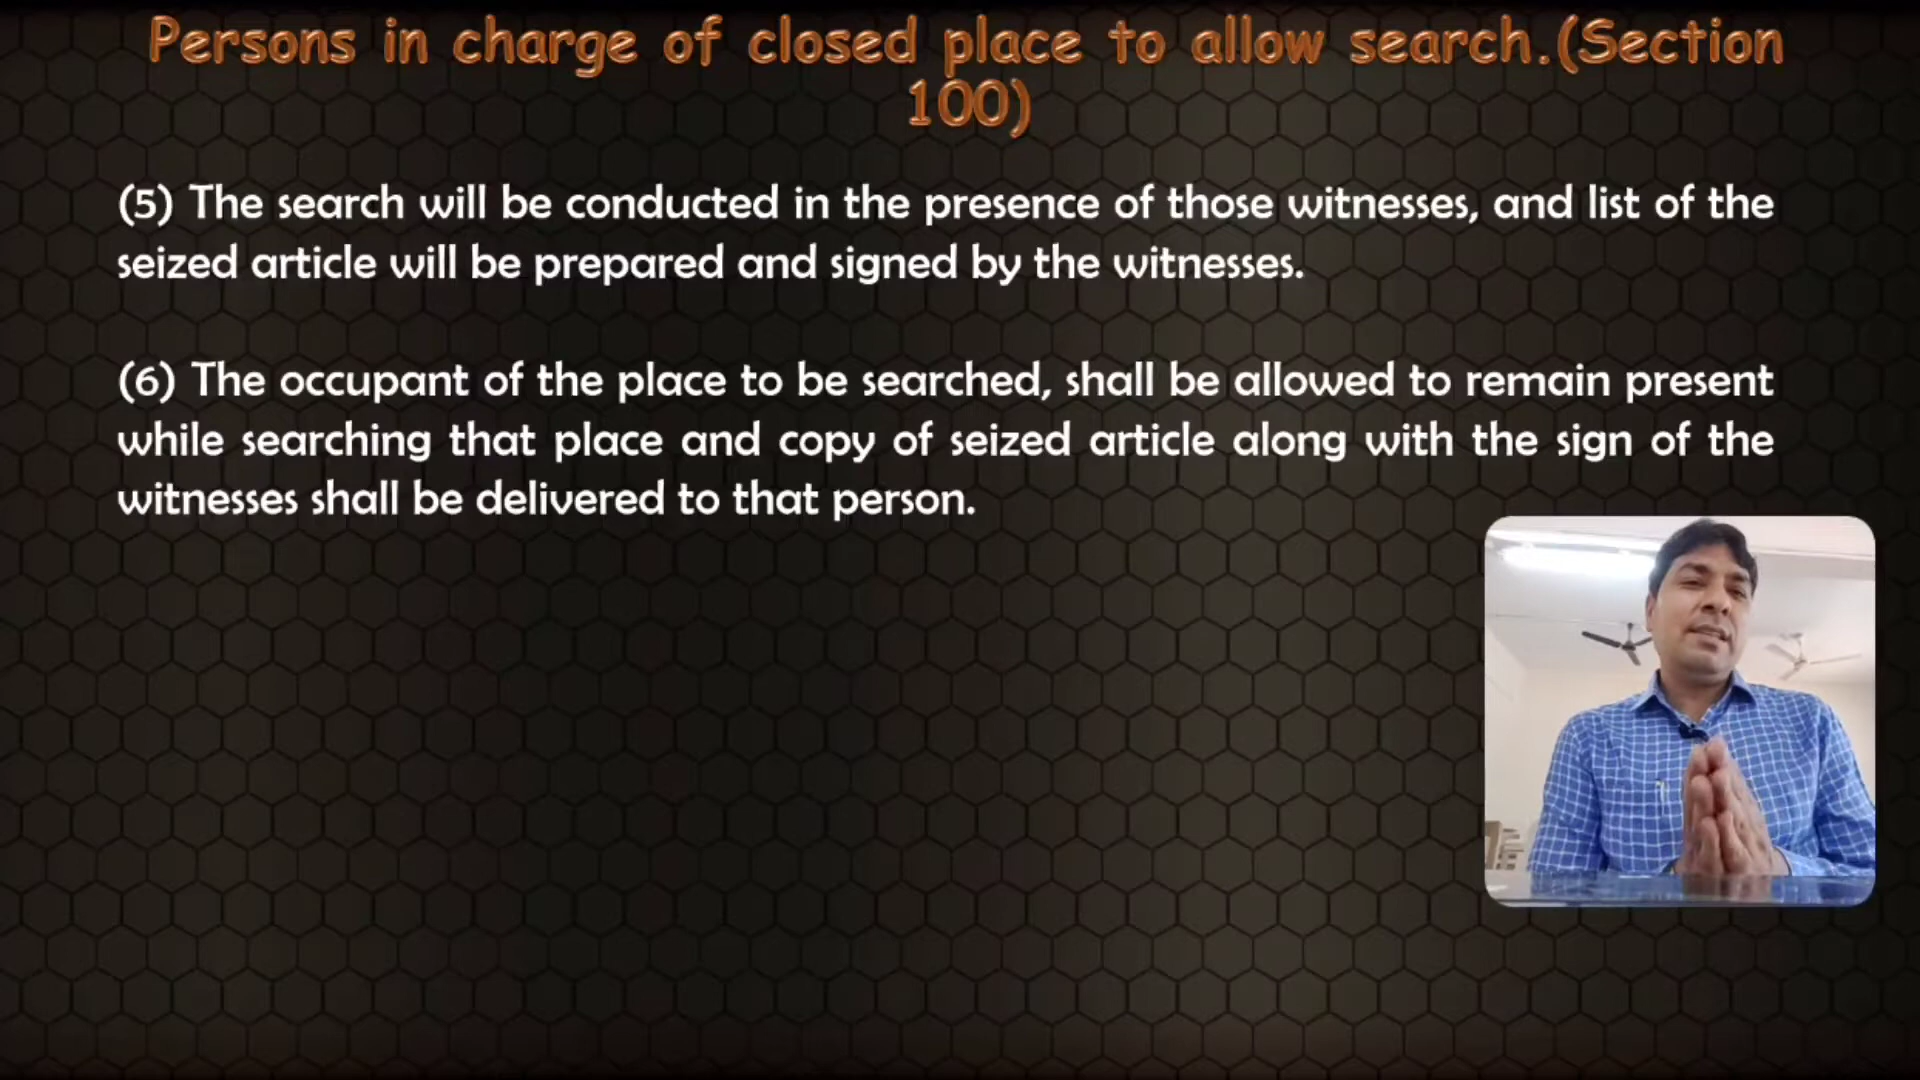 Persons in charge of closed place to allow search.(Section
100)
(5) The search will be conducted in the presence of those witnesses, and list of the
seized article will be prepared and signed by the witnesses.
(6) The occupant of the place to be searched, shall be allowed to remain present
while searching that place and copy of seized article along with the sign of the
witnesses shall be delivered to that person.